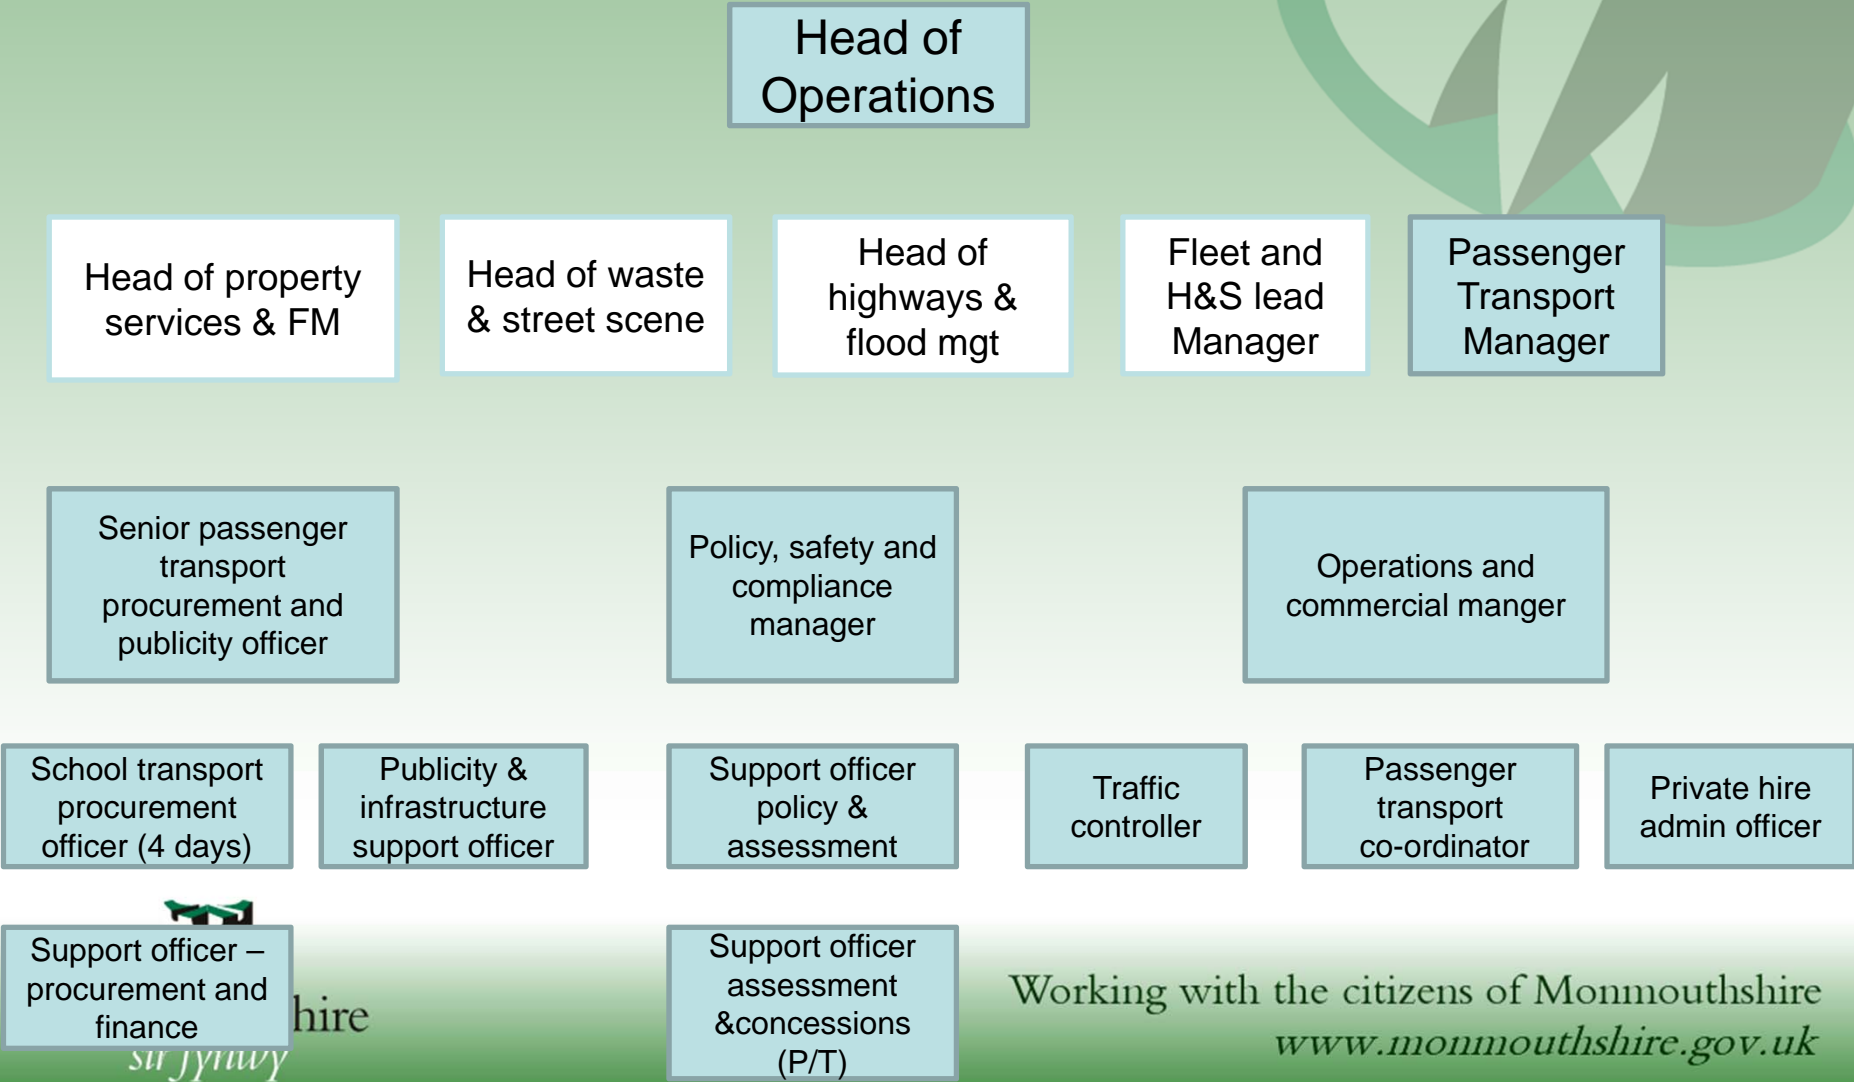 Head of
Operations
Head of property
services & FM
Head of waste
& street scene
Head of
highways &
flood mgt
Fleet and
H&S lead
Manager
Passenger
Transport
Manager
Senior passenger
transport
procurement and
publicity officer
Policy, safety and
compliance
manager
Operations and
commercial manger
School transport
procurement
officer (4 days)
Publicity &
infrastructure
support officer
Support officer
policy &
assessment
Traffic
controller
Passenger
transport
co-ordinator
Private hire
admin officer
Support officer –
procurement and
finance
hire
sir fynwy
Support officer
assessment
&concessions
(P/T)
Working with the citizens of Monmouthshire
www.monmouthshire.gov.uk